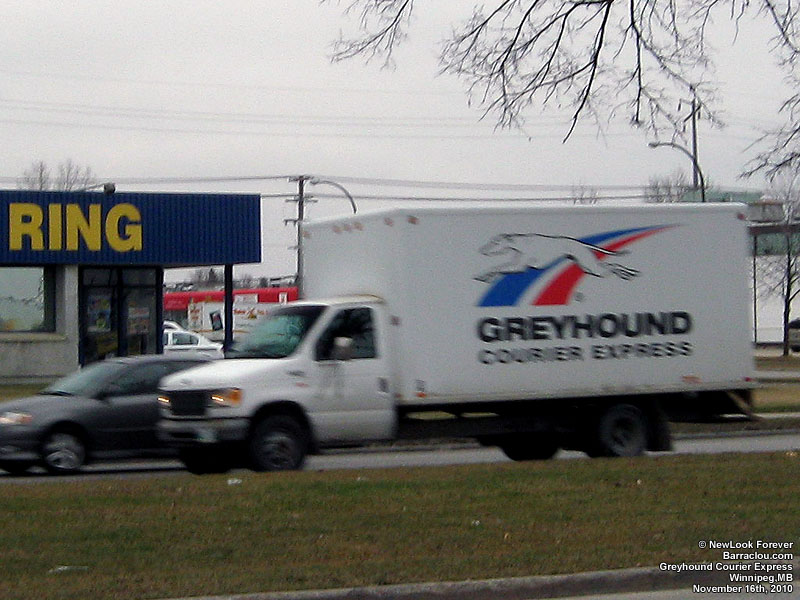 RING
GREYHOUND
COURIER EXPRESS
®
© NewLook Forever
Barraclou.com
Greyhound Courier Express
Winnipeg,MB
November 16th, 2010